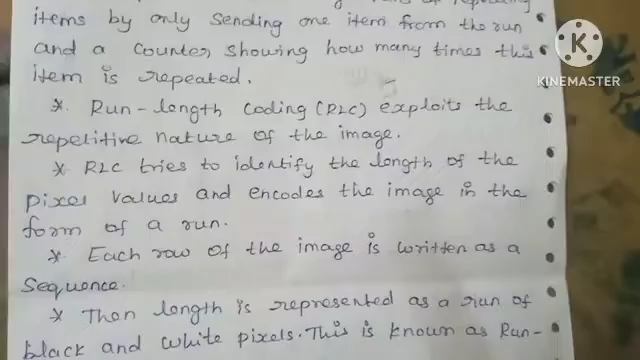 of repeating
items by only sending one item from the run
and a counter showing how many times this
item is repeated.
* Run-length coding (RLC) exploits the
repetitive nature of the image.
* RLC tries to identify the length of the
pixel values and encodes the image in the
form of a run.
* Each row of the image is written as a
sequence.
* Then length is represented as a run of
black and white pixels. This is known as Run-
KINEMASTER